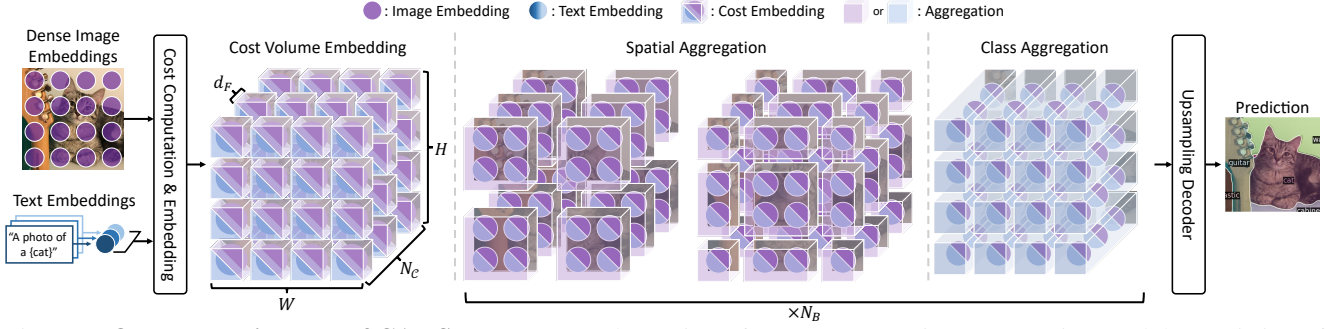 : Image Embedding : Text Embedding : Cost Embedding or : Aggregation
Dense Image
Embeddings
Cost Computation & Embedding
Cost Volume Embedding
Spatial Aggregation
Class Aggregation
Upsampling Decoder
Prediction
d_F
H
guitar
cat
Text Embeddings
"A photo of
a {cat}"
N_C
W
×N_B